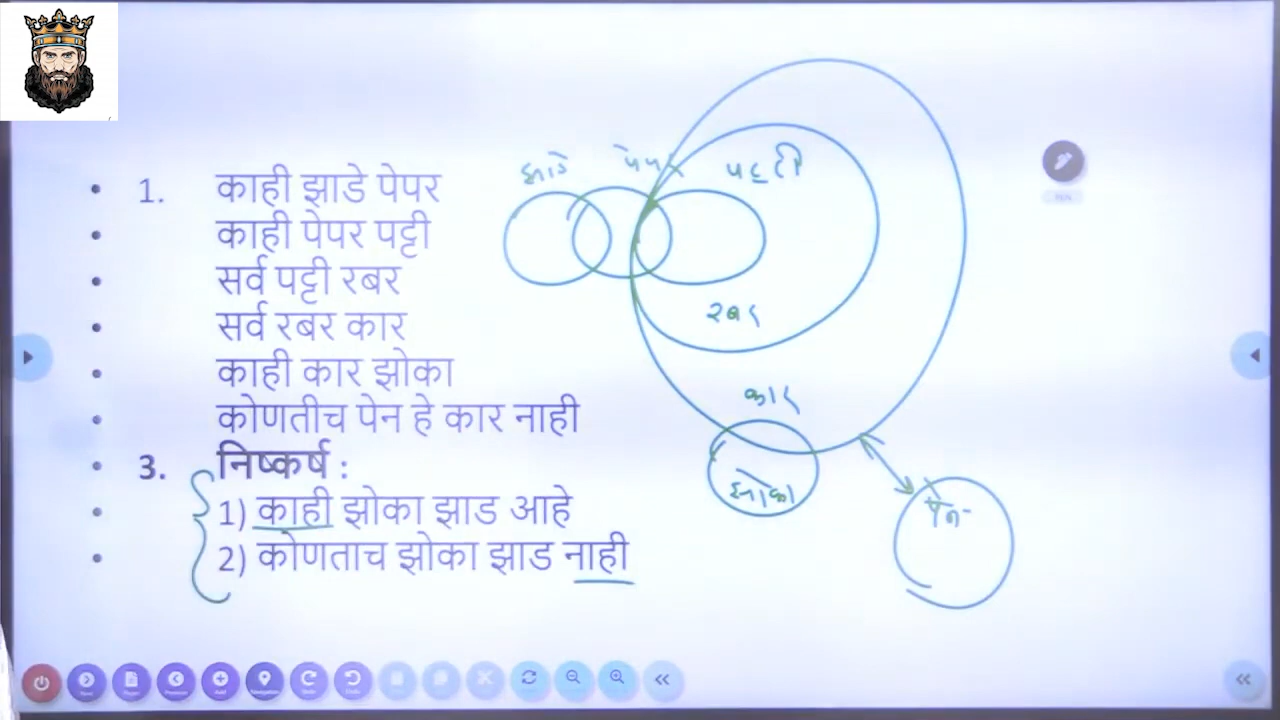 1. काही झाडे पेपर
काही पेपर पट्टी
सर्व पट्टी रबर
सर्व रबर कार
काही कार झोका
कोणतीच पेन हे कार नाही
3. निष्कर्ष :
1) काही झोका झाड आहे
2) कोणताच झोका झाड नाही
झाडे
पेपर
पट्टी
रबर
कार
झोका
पेन